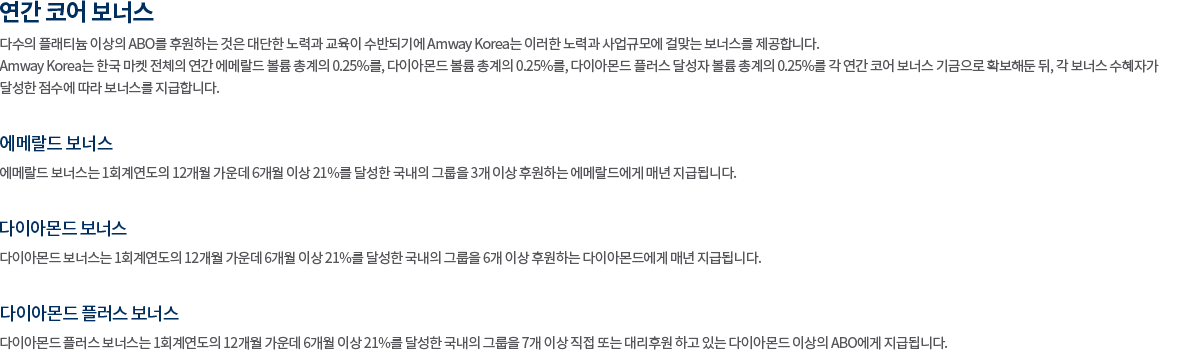 연간 코어 보너스
다수의 플래티늄 이상의 ABO를 후원하는 것은 대단한 노력과 교육이 수반되기에 Amway Korea는 이러한 노력과 사업규모에 걸맞는 보너스를 제공합니다.
Amway Korea는 한국 마켓 전체의 연간 에메랄드 볼륨 총계의 0.25%를, 다이아몬드 볼륨 총계의 0.25%를, 다이아몬드 플러스 달성자 볼륨 총계의 0.25%를 각 연간 코어 보너스 기금으로 확보해둔 뒤, 각 보너스 수혜자가
달성한 점수에 따라 보너스를 지급합니다.
에메랄드 보너스
에메랄드 보너스는 1회계연도의 12개월 가운데 6개월 이상 21%를 달성한 국내의 그룹을 3개 이상 후원하는 에메랄드에게 매년 지급됩니다.
다이아몬드 보너스
다이아몬드 보너스는 1회계연도의 12개월 가운데 6개월 이상 21%를 달성한 국내의 그룹을 6개 이상 후원하는 다이아몬드에게 매년 지급됩니다.
다이아몬드 플러스 보너스
다이아몬드 플러스 보너스는 1회계연도의 12개월 가운데 6개월 이상 21%를 달성한 국내의 그룹을 7개 이상 직접 또는 대리후원 하고 있는 다이아몬드 이상의 ABO에게 지급됩니다.